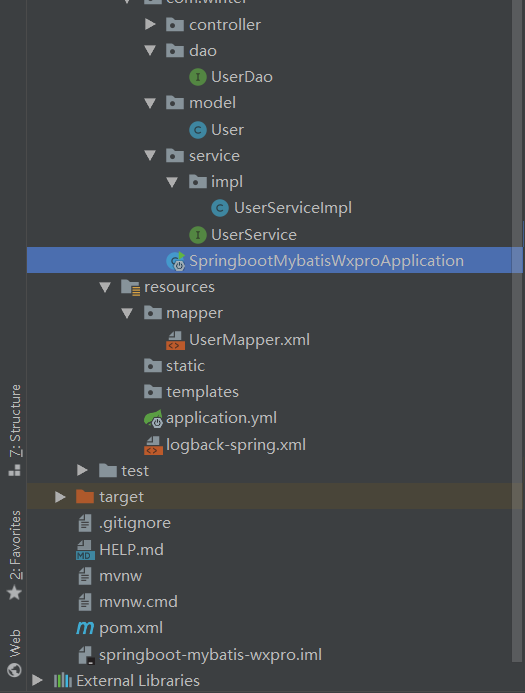 com.winter
controller
dao
UserDao
model
User
service
impl
UserServiceImpl
UserService
SpringbootMybatisWxproApplication
resources
mapper
UserMapper.xml
static
templates
application.yml
logback-spring.xml
test
target
.gitignore
HELP.md
mvnw
mvnw.cmd
pom.xml
springboot-mybatis-wxpro.iml
External Libraries
7: Structure
2: Favorites
Web